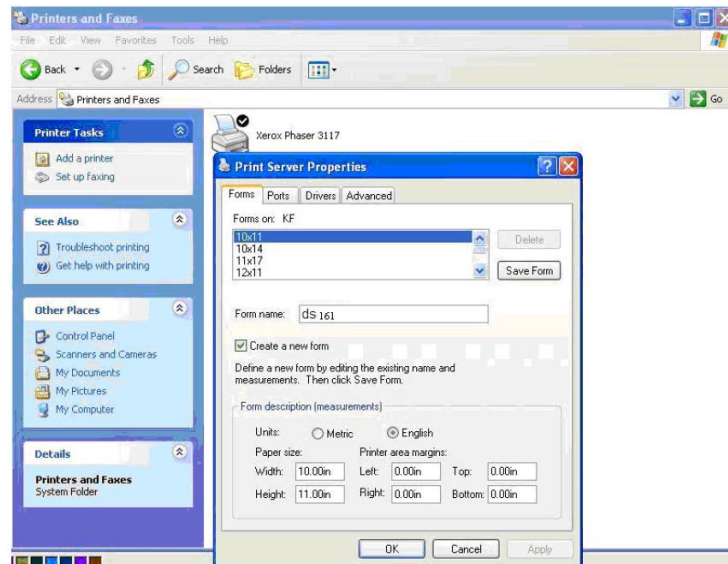 Printers and Faxes
File Edit View Favorites Tools Help
Back Search Folders
Address Printers and Faxes Go
Printer Tasks
Add a printer
Set up faxing
See Also
Troubleshoot printing
Get help with printing
Other Places
Control Panel
Scanners and Cameras
My Documents
My Pictures
My Computer
Details
Printers and Faxes
System Folder
Xerox Phaser 3117
Print Server Properties
Forms Ports Drivers Advanced
Forms on: KF
10x11
10x14
11x17
12x11
Delete
Save Form
Form name: ds 161
Create a new form
Define a new form by editing the existing name and
measurements. Then click Save Form.
Form description (measurements)
Units: Metric English
Paper size: Printer area margins:
Width: 10.00in Left: 0.00in Top: 0.00in
Height: 11.00in Right: 0.00in Bottom: 0.00in
OK Cancel Apply